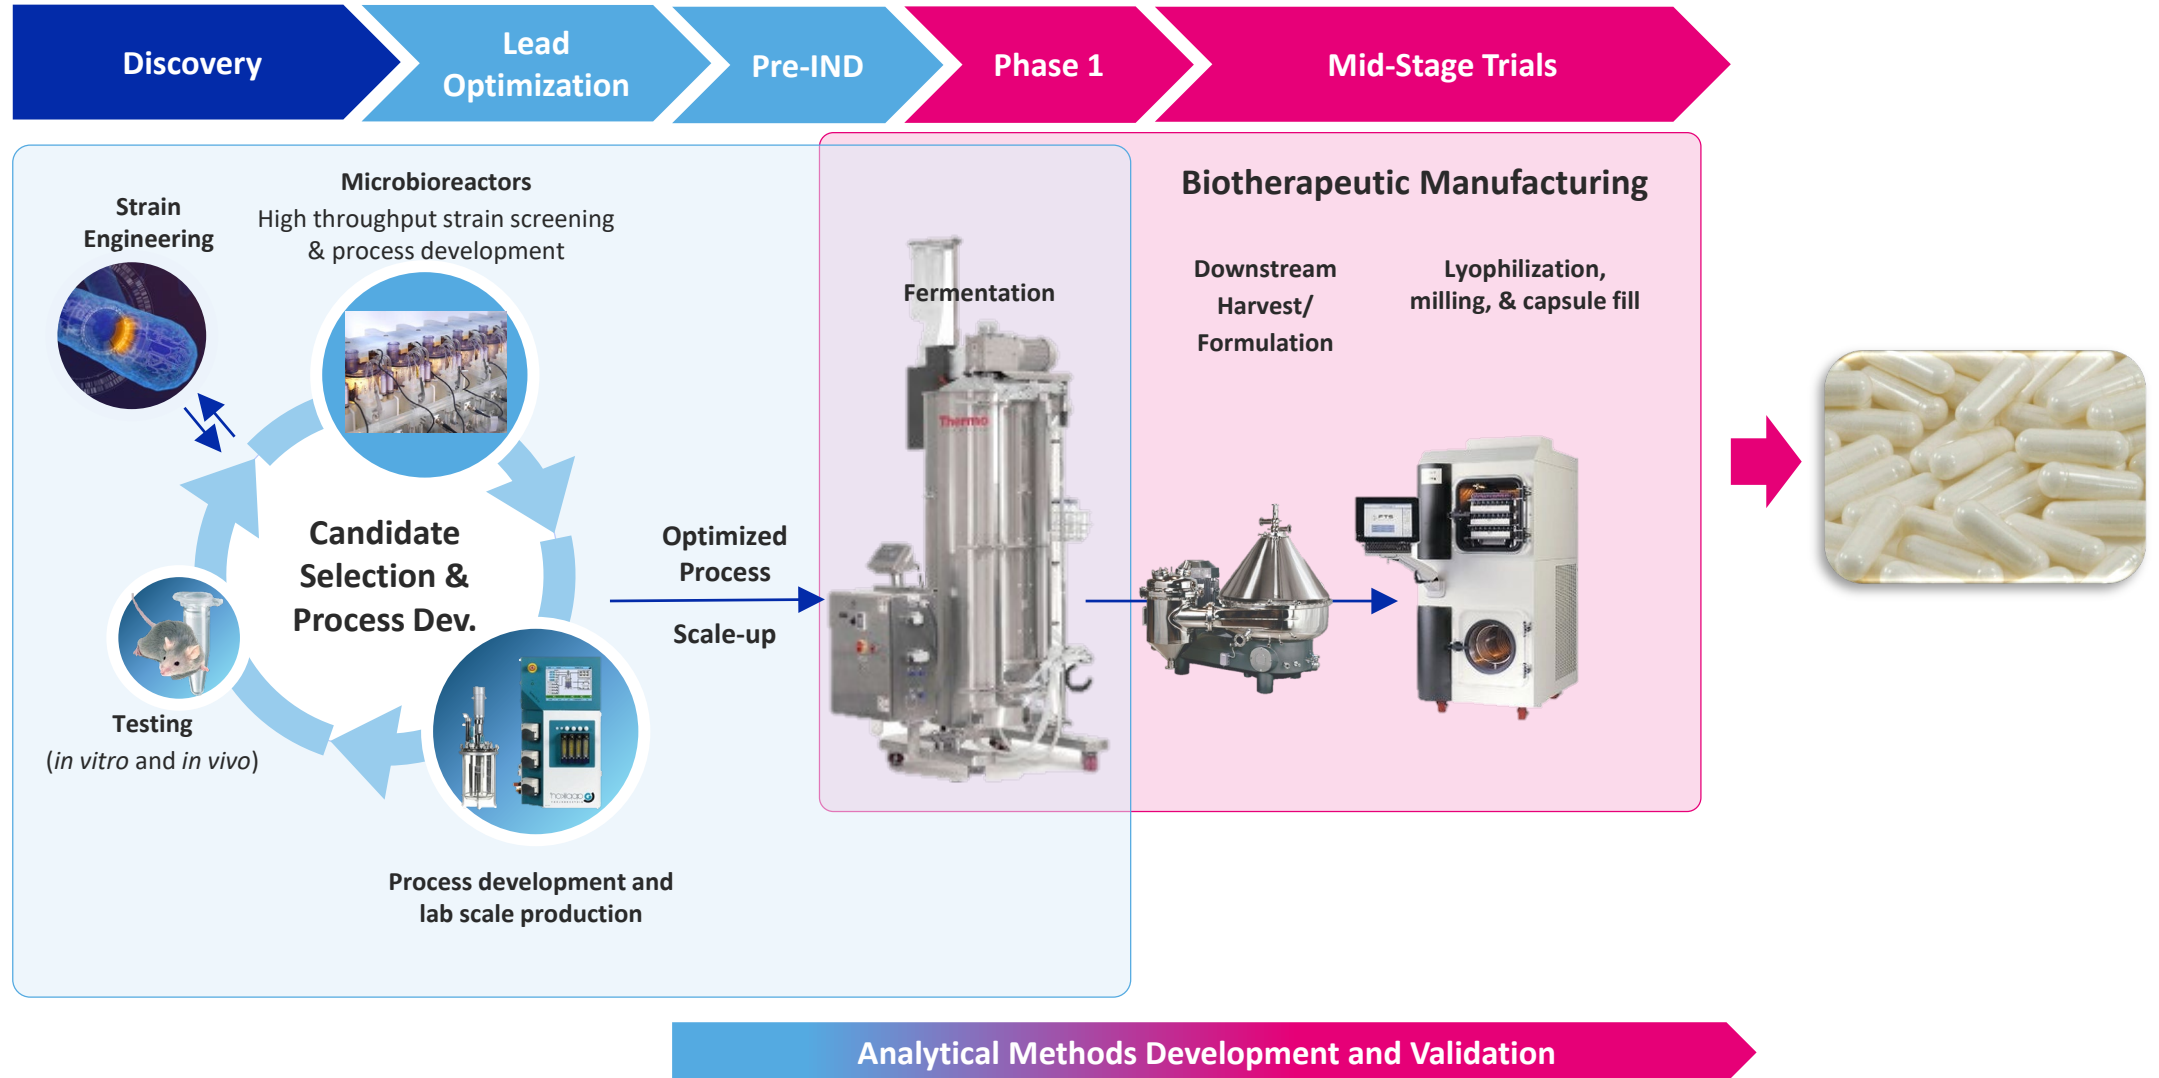 Discovery
Lead
Optimization
Pre-IND
Phase 1
Mid-Stage Trials
Strain
Engineering
Microbioreactors
High throughput strain screening
& process development
Biotherapeutic Manufacturing
Fermentation
Downstream
Harvest/
Formulation
Lyophilization,
milling, & capsule fill
Thermo
FTS
Candidate
Selection &
Process Dev.
Optimized
Process
Scale-up
Testing
(in vitro and in vivo)
Process development and
lab scale production
Analytical Methods Development and Validation